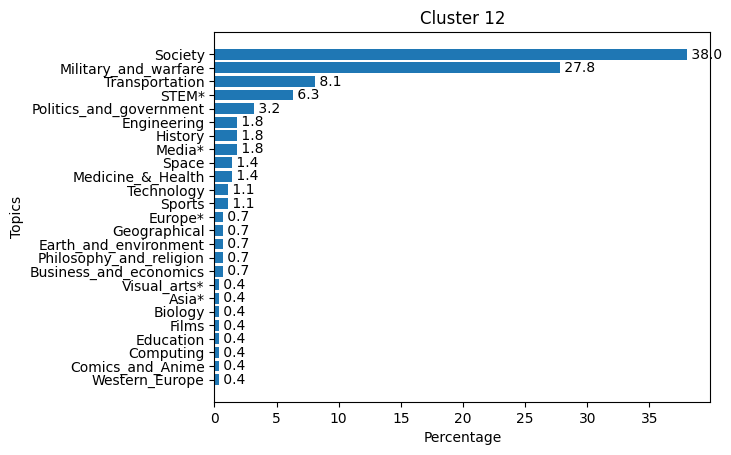 Cluster 12
Society 38.0
Military_and_warfare 27.8
Transportation 8.1
STEM* 6.3
Politics_and_government 3.2
Engineering 1.8
History 1.8
Media* 1.8
Space 1.4
Medicine_&_Health 1.4
Technology 1.1
Sports 1.1
Europe* 0.7
Geographical 0.7
Earth_and_environment 0.7
Philosophy_and_religion 0.7
Business_and_economics 0.7
Visual_arts* 0.4
Asia* 0.4
Biology 0.4
Films 0.4
Education 0.4
Computing 0.4
Comics_and_Anime 0.4
Western_Europe 0.4
Topics
0 5 10 15 20 25 30 35
Percentage